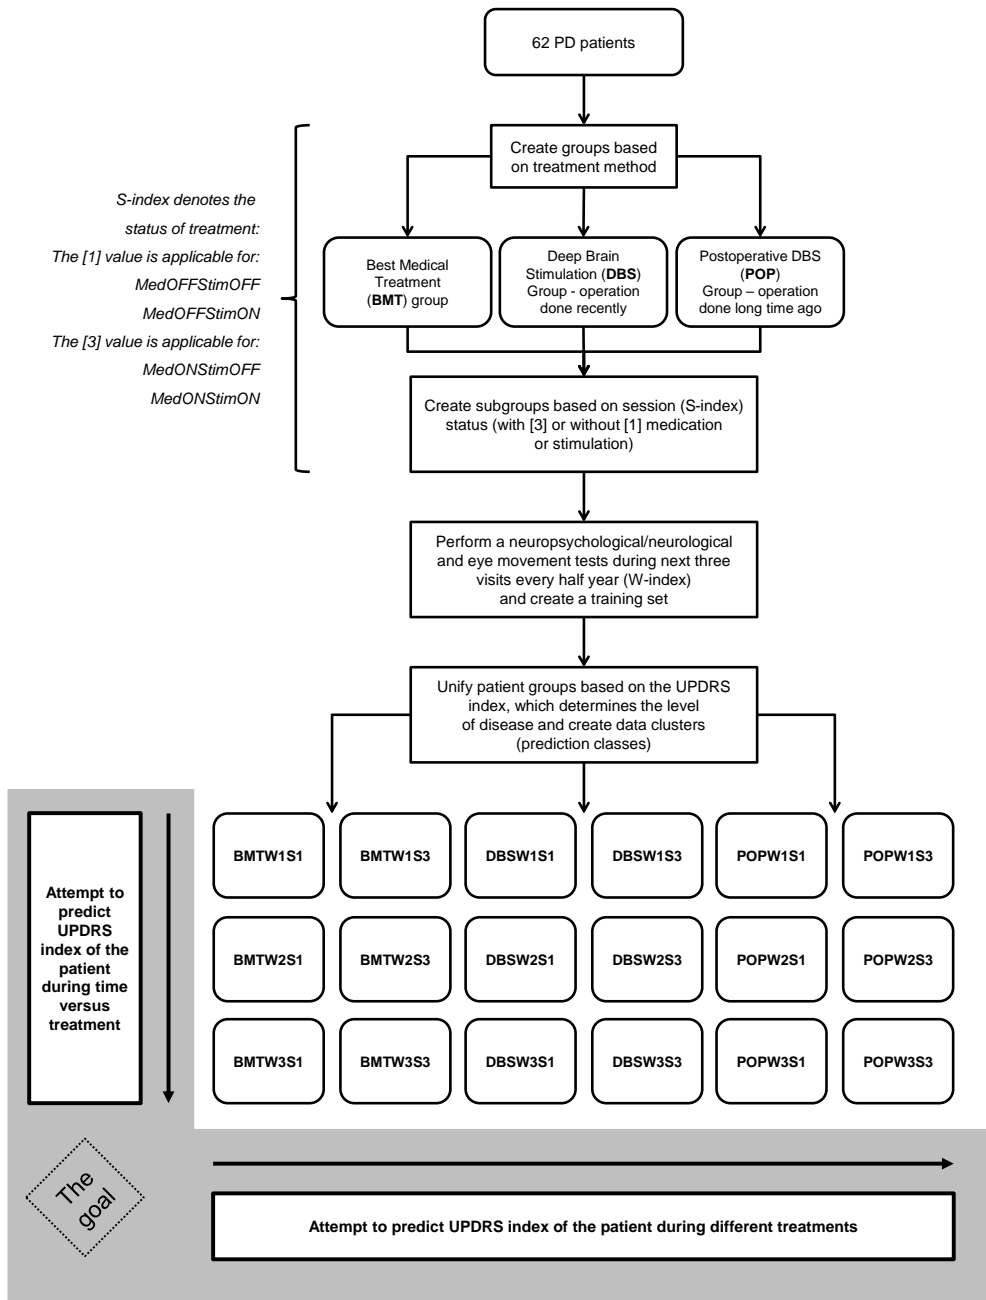 62 PD patients
Create groups based
on treatment method
S-index denotes the
status of treatment:
The [1] value is applicable for:
MedOFFStimOFF
MedOFFStimON
The [3] value is applicable for:
MedONStimOFF
MedONStimON
Best Medical
Treatment
(BMT) group
Deep Brain
Stimulation (DBS)
Group - operation
done recently
Postoperative DBS
(POP)
Group – operation
done long time ago
Create subgroups based on session (S-index)
status (with [3] or without [1] medication
or stimulation)
Perform a neuropsychological/neurological
and eye movement tests during next three
visits every half year (W-index)
and create a training set
Unify patient groups based on the UPDRS
index, which determines the level
of disease and create data clusters
(prediction classes)
Attempt to
predict
UPDRS
index of the
patient
during time
versus
treatment
BMTW1S1 BMTW1S3 DBSW1S1 DBSW1S3 POPW1S1 POPW1S3
BMTW2S1 BMTW2S3 DBSW2S1 DBSW2S3 POPW2S1 POPW2S3
BMTW3S1 BMTW3S3 DBSW3S1 DBSW3S3 POPW3S1 POPW3S3
The
goal
Attempt to predict UPDRS index of the patient during different treatments